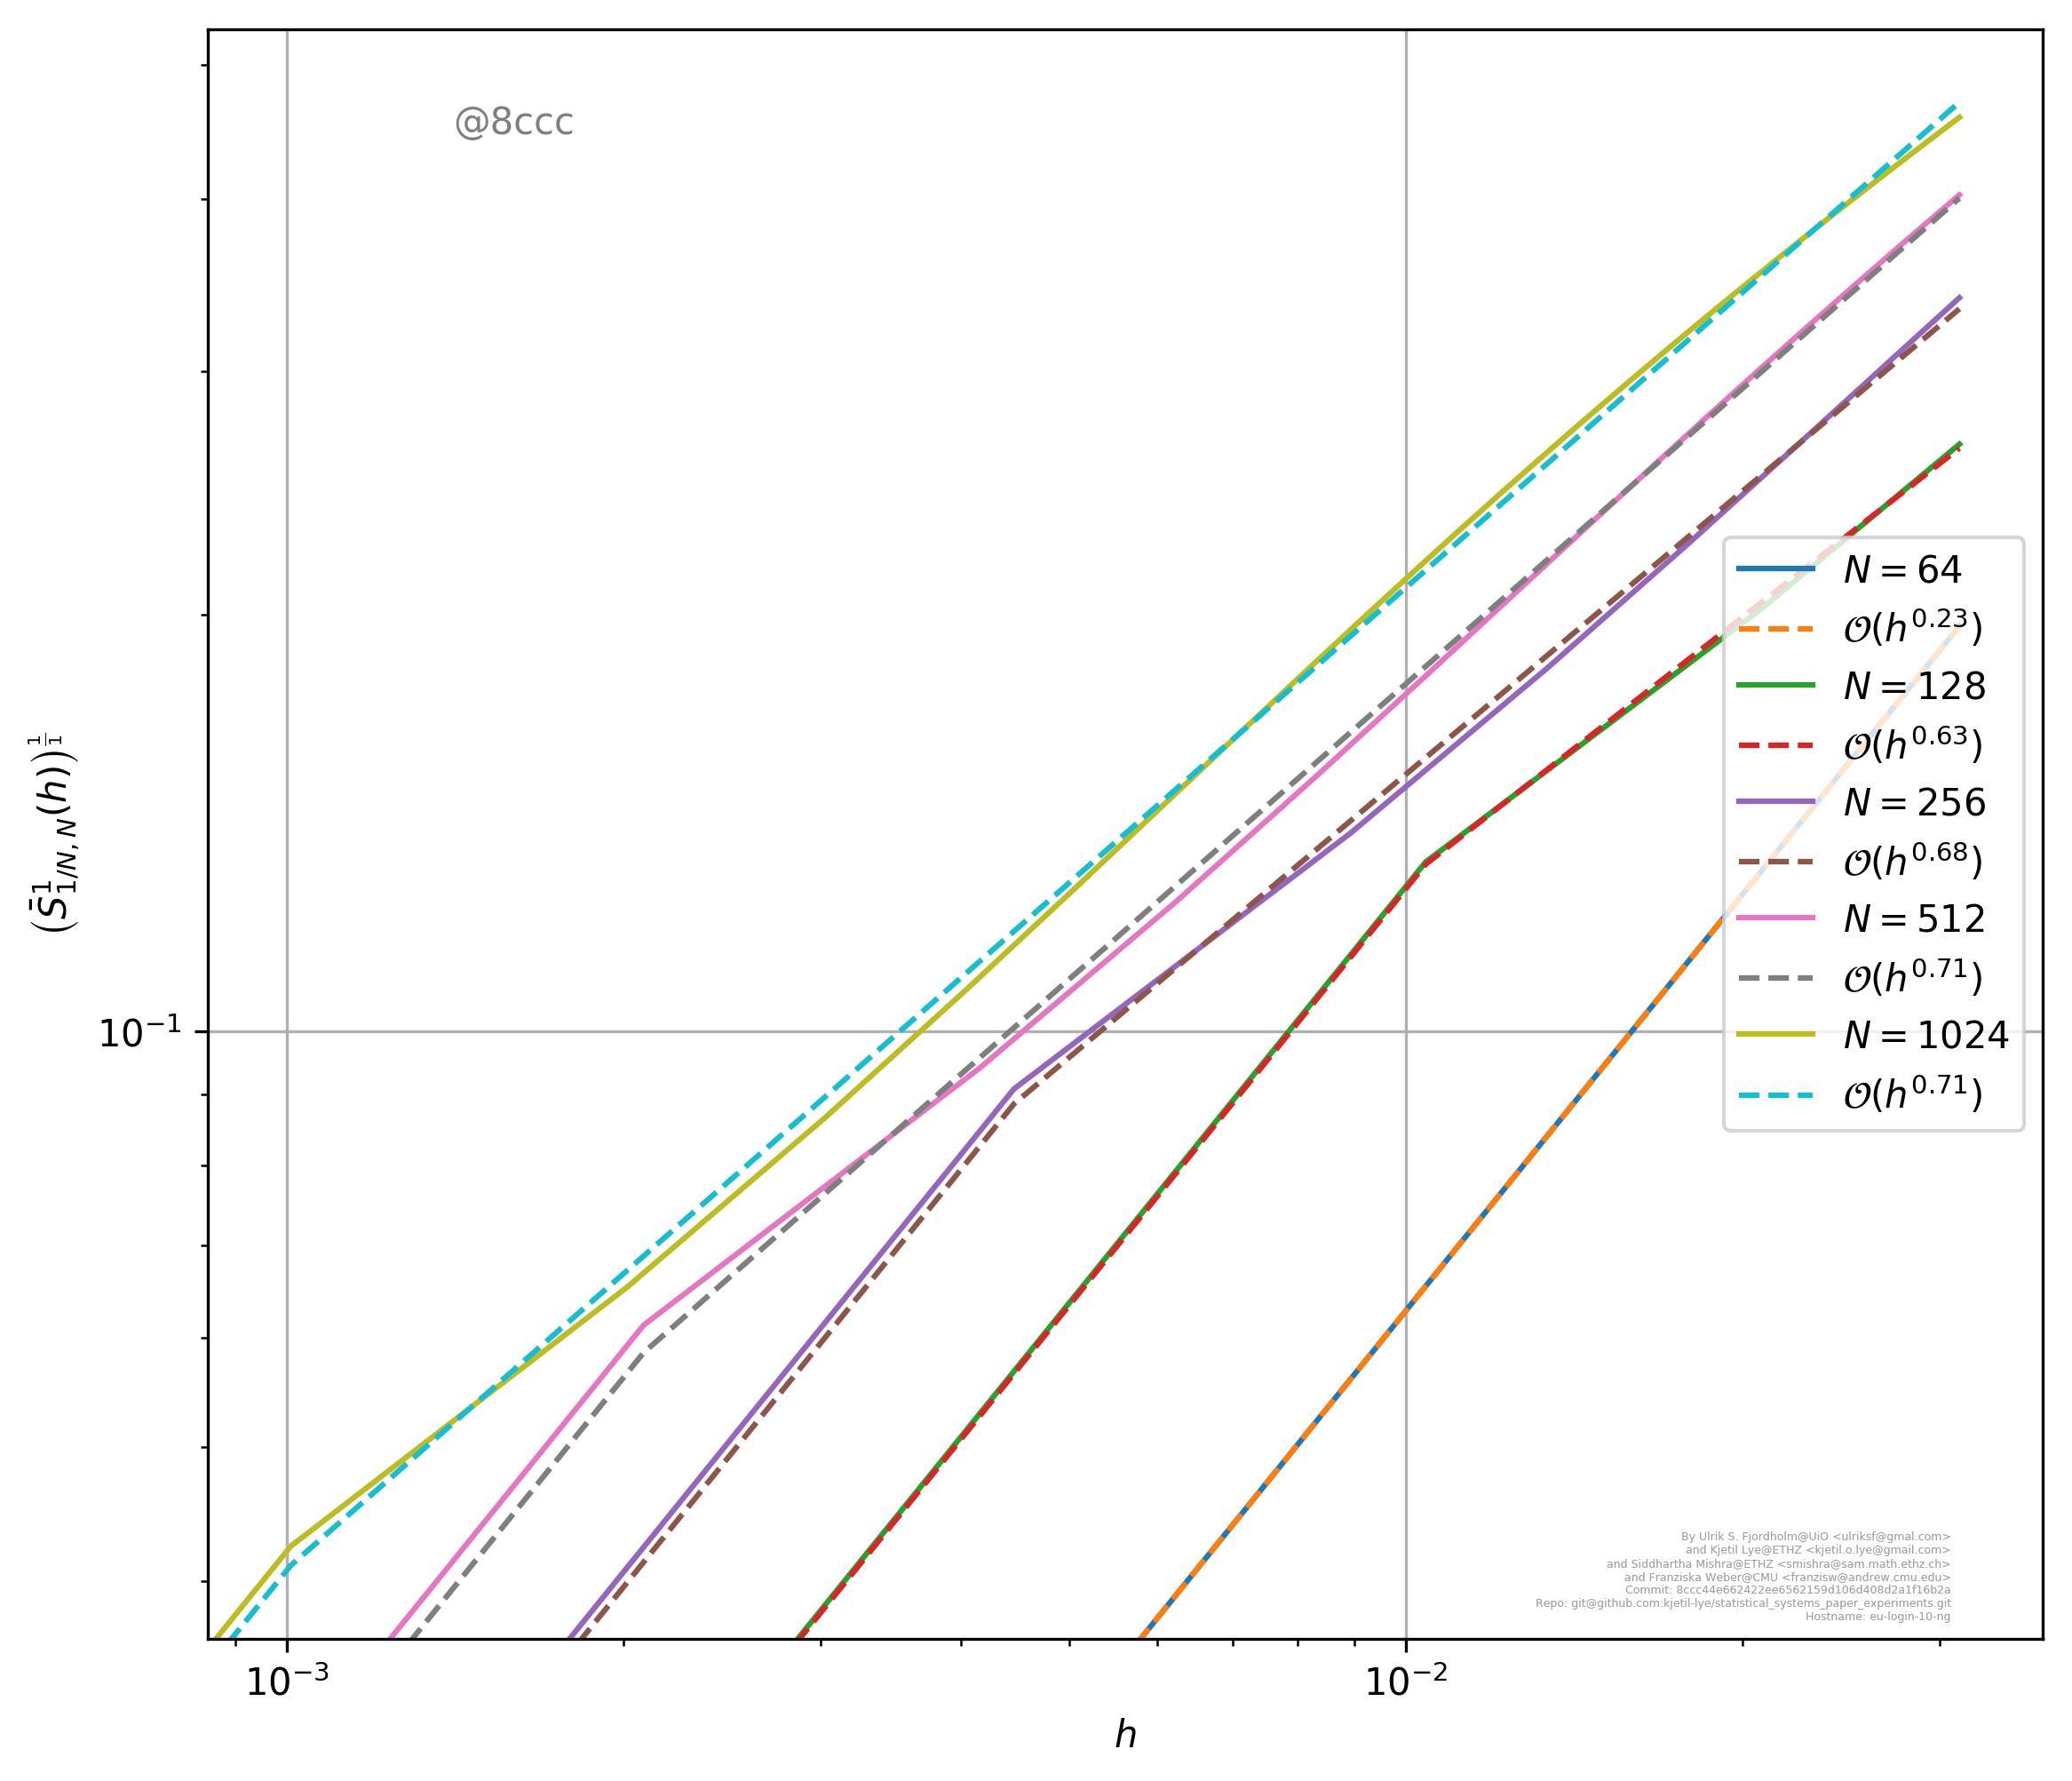 @8ccc
(S̄¹₁/N, N(h))^1/1
10⁻¹
10⁻³
10⁻²
h
N = 64
𝒪(h^0.23)
N = 128
𝒪(h^0.63)
N = 256
𝒪(h^0.68)
N = 512
𝒪(h^0.71)
N = 1024
𝒪(h^0.71)
By Ulrik S. Fjordholm@UiO <ulriksf@gmal.com>
and Kjetil Lye@ETHZ <kjetil.o.lye@gmail.com>
and Siddhartha Mishra@ETHZ <smishra@sam.math.ethz.ch>
and Franziska Weber@CMU <franzisw@andrew.cmu.edu>
Commit: 8ccc44e662422ee6562159d106d408d2a1f16b2a
Repo: git@github.com:kjetil-lye/statistical_systems_paper_experiments.git
Hostname: eu-login-10-ng